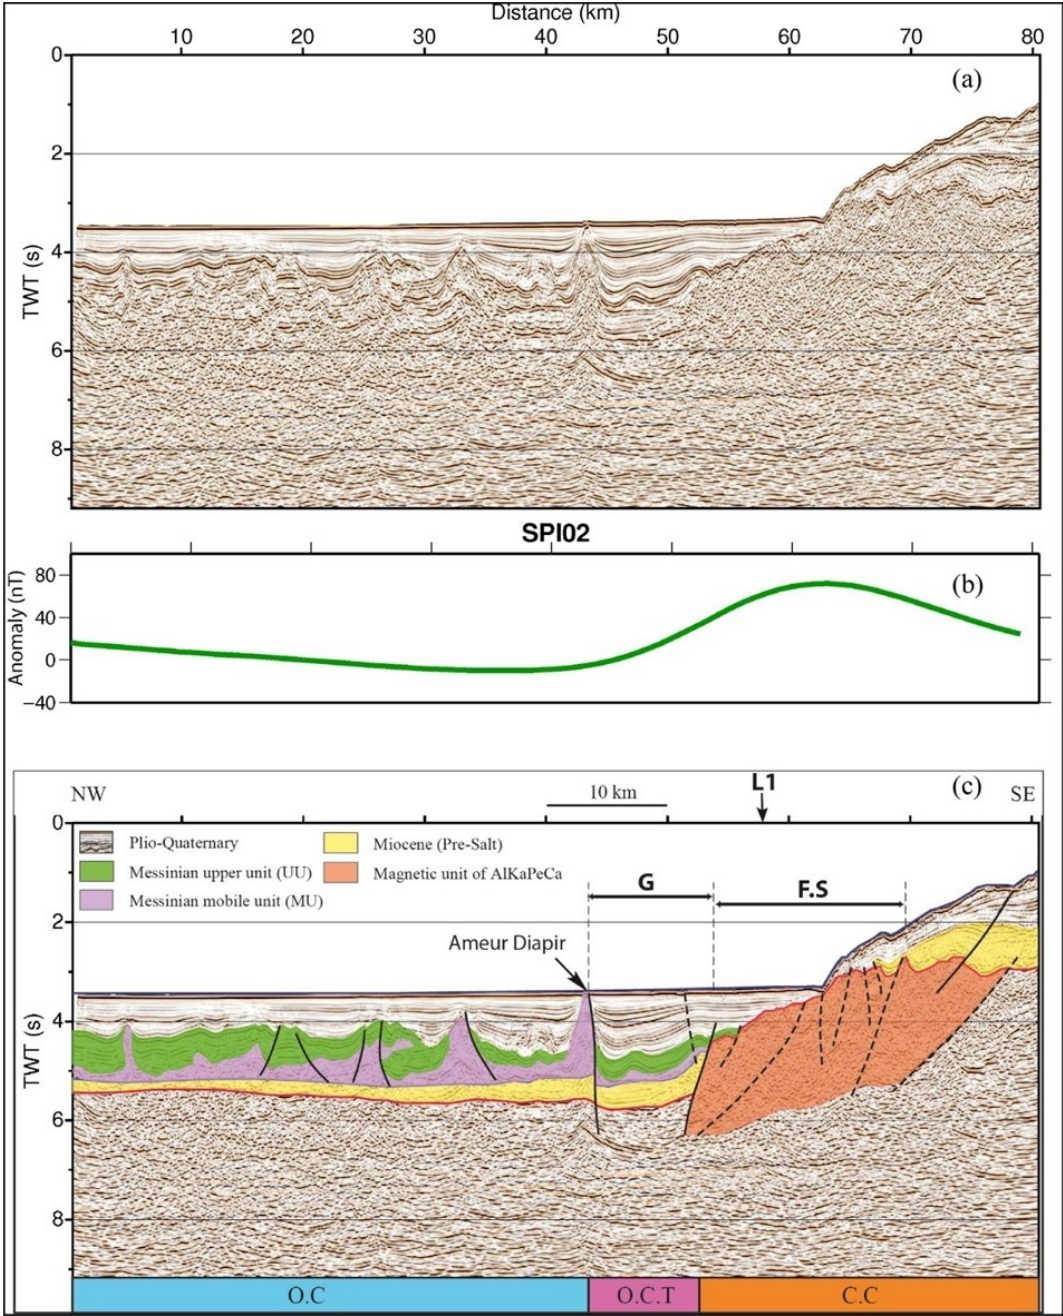 Distance (km)
10 20 30 40 50 60 70 80
(a)
0
2
4
6
8
TWT (s)
SPI02
(b)
80
40
0
−40
Anomaly (nT)
(c)
NW
10 km
L1
SE
0
2
4
6
8
TWT (s)
Plio-Quaternary
Messinian upper unit (UU)
Messinian mobile unit (MU)
Miocene (Pre-Salt)
Magnetic unit of AlKaPeCa
G
F.S
Ameur Diapir
O.C
O.C.T
C.C